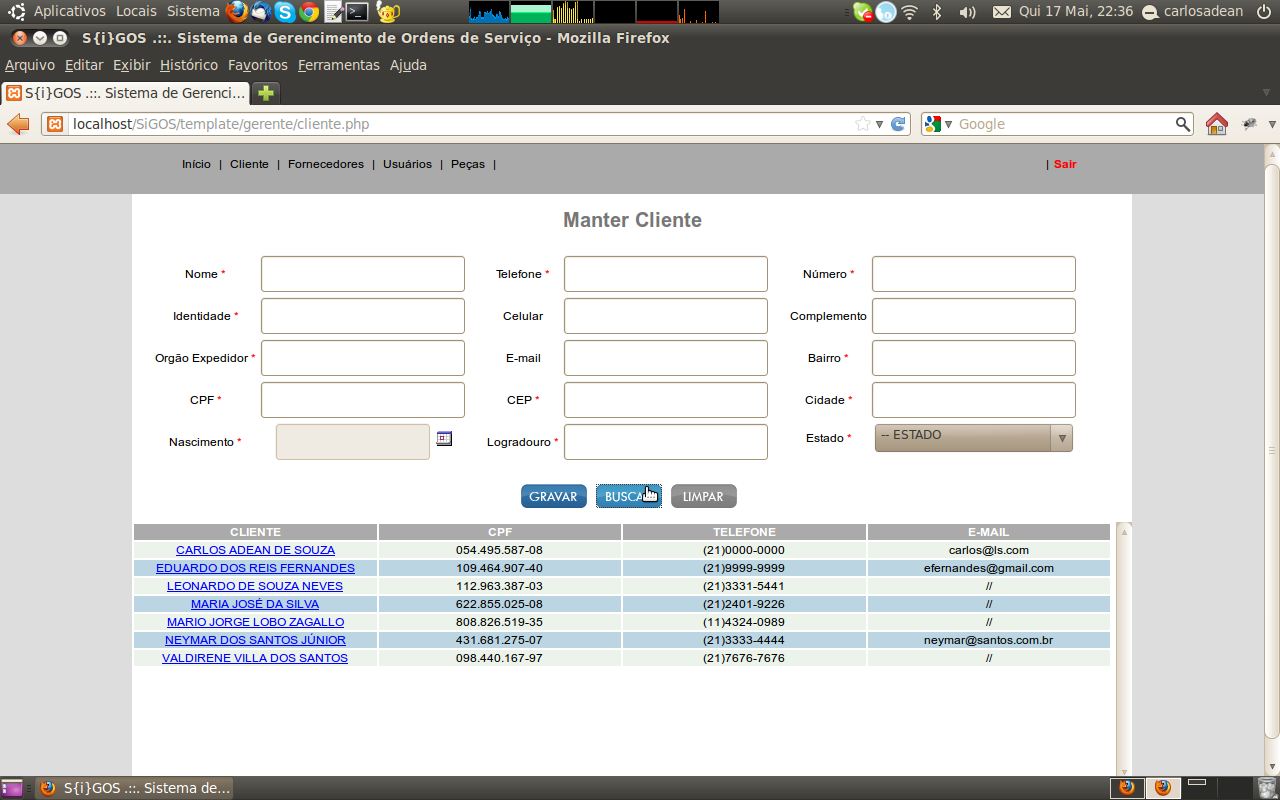 Aplicativos Locais Sistema Qui 17 Mai, 22:36 carlosadean
S{i}GOS .::. Sistema de Gerencimento de Ordens de Serviço - Mozilla Firefox
Arquivo Editar Exibir Histórico Favoritos Ferramentas Ajuda
S{i}GOS .::. Sistema de Gerenci...
localhost/SiGOS/template/gerente/cliente.php Google
Início | Cliente | Fornecedores | Usuários | Peças | | Sair
Manter Cliente
Nome * Telefone * Número *
Identidade * Celular Complemento
Orgão Expedidor * E-mail Bairro *
CPF * CEP * Cidade *
Nascimento * Logradouro * Estado * -- ESTADO
GRAVAR LIMPAR
CLIENTE CPF TELEFONE E-MAIL
CARLOS ADEAN DE SOUZA 054.495.587-08 (21)0000-0000 carlos@ls.com
EDUARDO DOS REIS FERNANDES 109.464.907-40 (21)9999-9999 efernandes@gmail.com
LEONARDO DE SOUZA NEVES 112.963.387-03 (21)3331-5441 //
MARIA JOSÉ DA SILVA 622.855.025-08 (21)2401-9226 //
MARIO JORGE LOBO ZAGALLO 808.826.519-35 (11)4324-0989 //
NEYMAR DOS SANTOS JÚNIOR 431.681.275-07 (21)3333-4444 neymar@santos.com.br
VALDIRENE VILLA DOS SANTOS 098.440.167-97 (21)7676-7676 //
S{i}GOS .::. Sistema de...